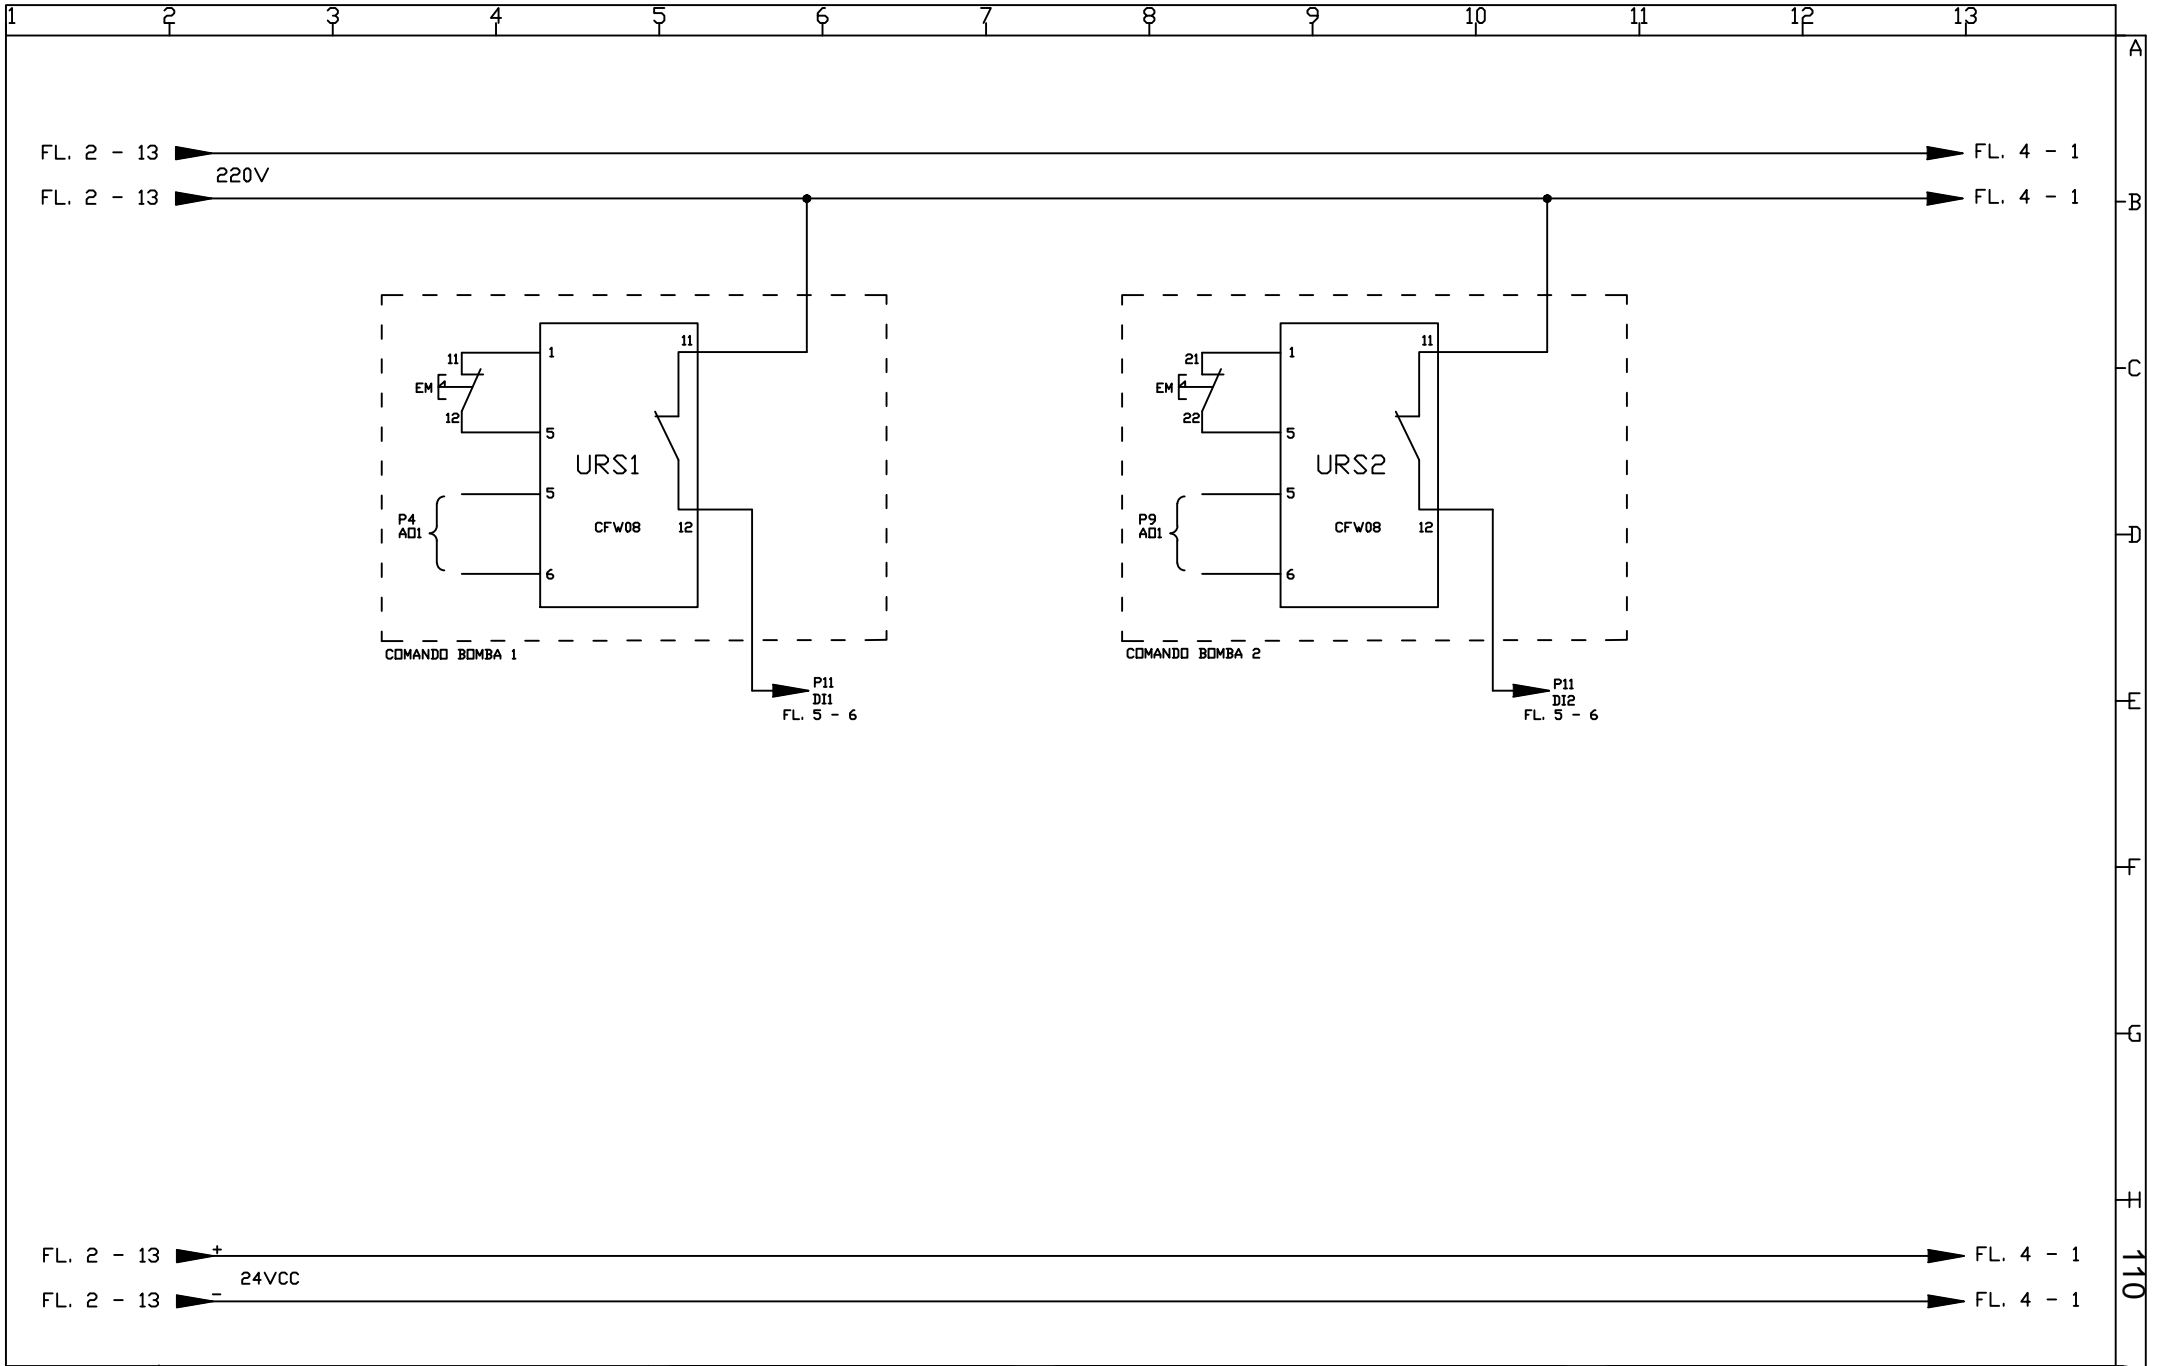 1 2 3 4 5 6 7 8 9 10 11 12 13
A
FL. 2 - 13
FL. 4 - 1
220V
FL. 2 - 13
FL. 4 - 1
B
11
1
11
EM
12
5
URS1
5
P4
AO1
CFW08
12
6
COMANDO BOMBA 1
P11
DI1
FL. 5 - 6
21
1
11
EM
22
5
URS2
5
P9
AO1
CFW08
12
6
COMANDO BOMBA 2
P11
DI2
FL. 5 - 6
C
D
E
F
G
H
FL. 2 - 13
+
FL. 4 - 1
24VCC
FL. 2 - 13
-
FL. 4 - 1
110